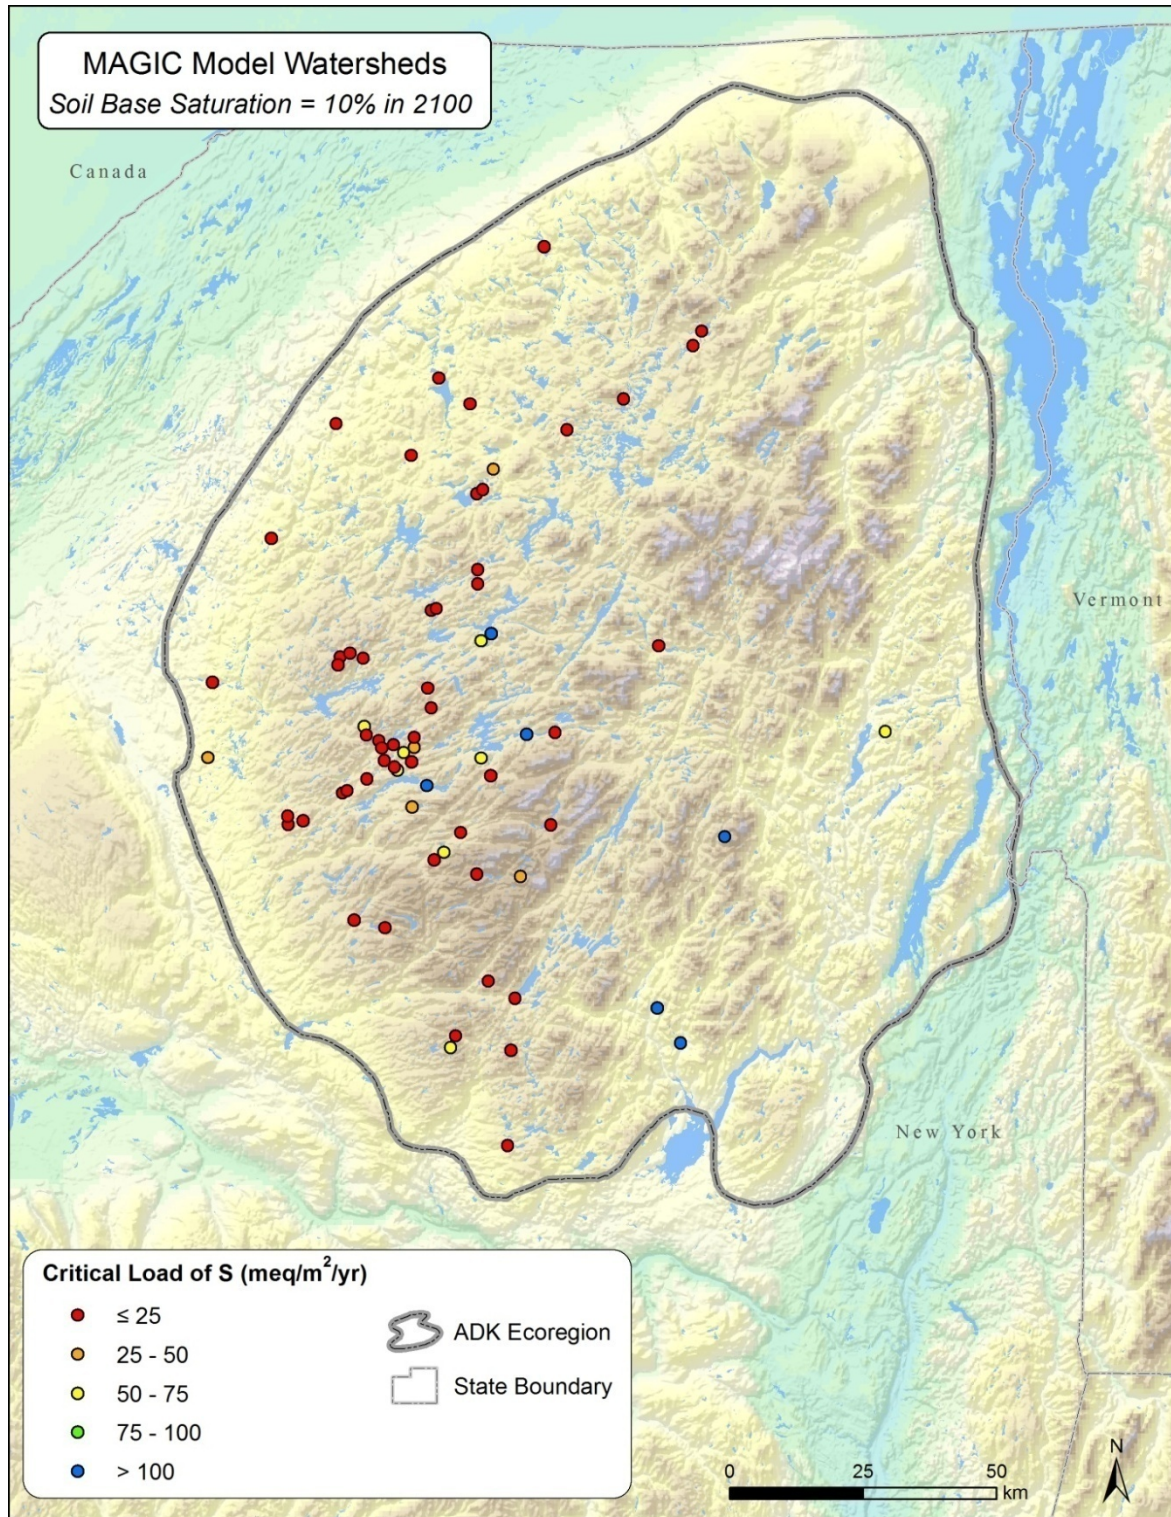 MAGIC Model Watersheds
Soil Base Saturation = 10% in 2100
Canada
Vermont
New York
Critical Load of S (meq/m²/yr)
≤ 25
25 - 50
50 - 75
75 - 100
> 100
ADK Ecoregion
State Boundary
N
0 25 50
km